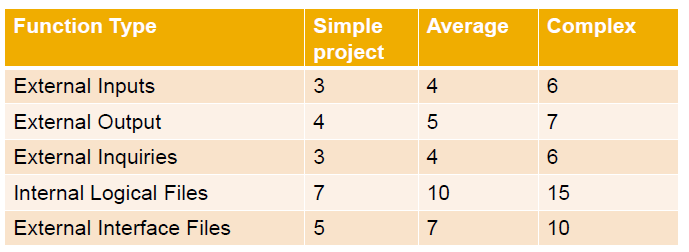 Function Type Simple project Average Complex
External Inputs 3 4 6
External Output 4 5 7
External Inquiries 3 4 6
Internal Logical Files 7 10 15
External Interface Files 5 7 10